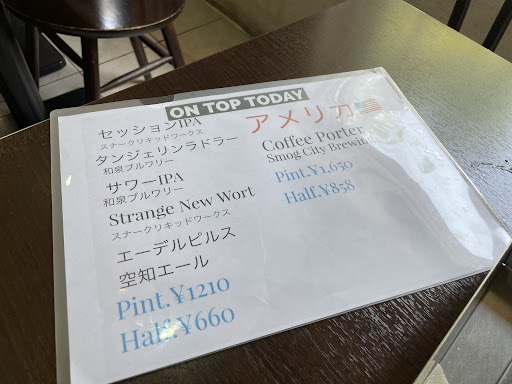 ON TOP TODAY
セッションIPA
スナークリキッドワークス
タンジェリンラドラー
和泉ブルワリー
サワーIPA
和泉ブルワリー
Strange New Wort
スナークリキッドワークス
エーデルピルス
空知エール
Pint.¥1210
Half.¥660
アメリカ🇺🇸
Coffee Porter
Smog City Brewing
Pint.¥1,650
Half.¥858